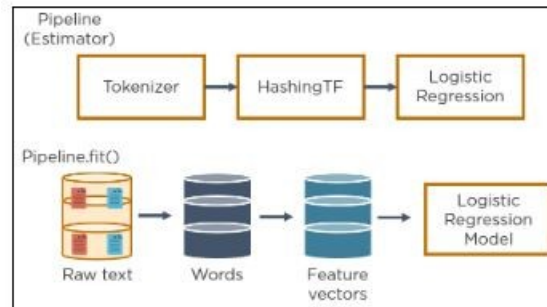 Pipeline
(Estimator)
Tokenizer
HashingTF
Logistic
Regression
Pipeline.fit()
Raw text
Words
Feature
vectors
Logistic
Regression
Model